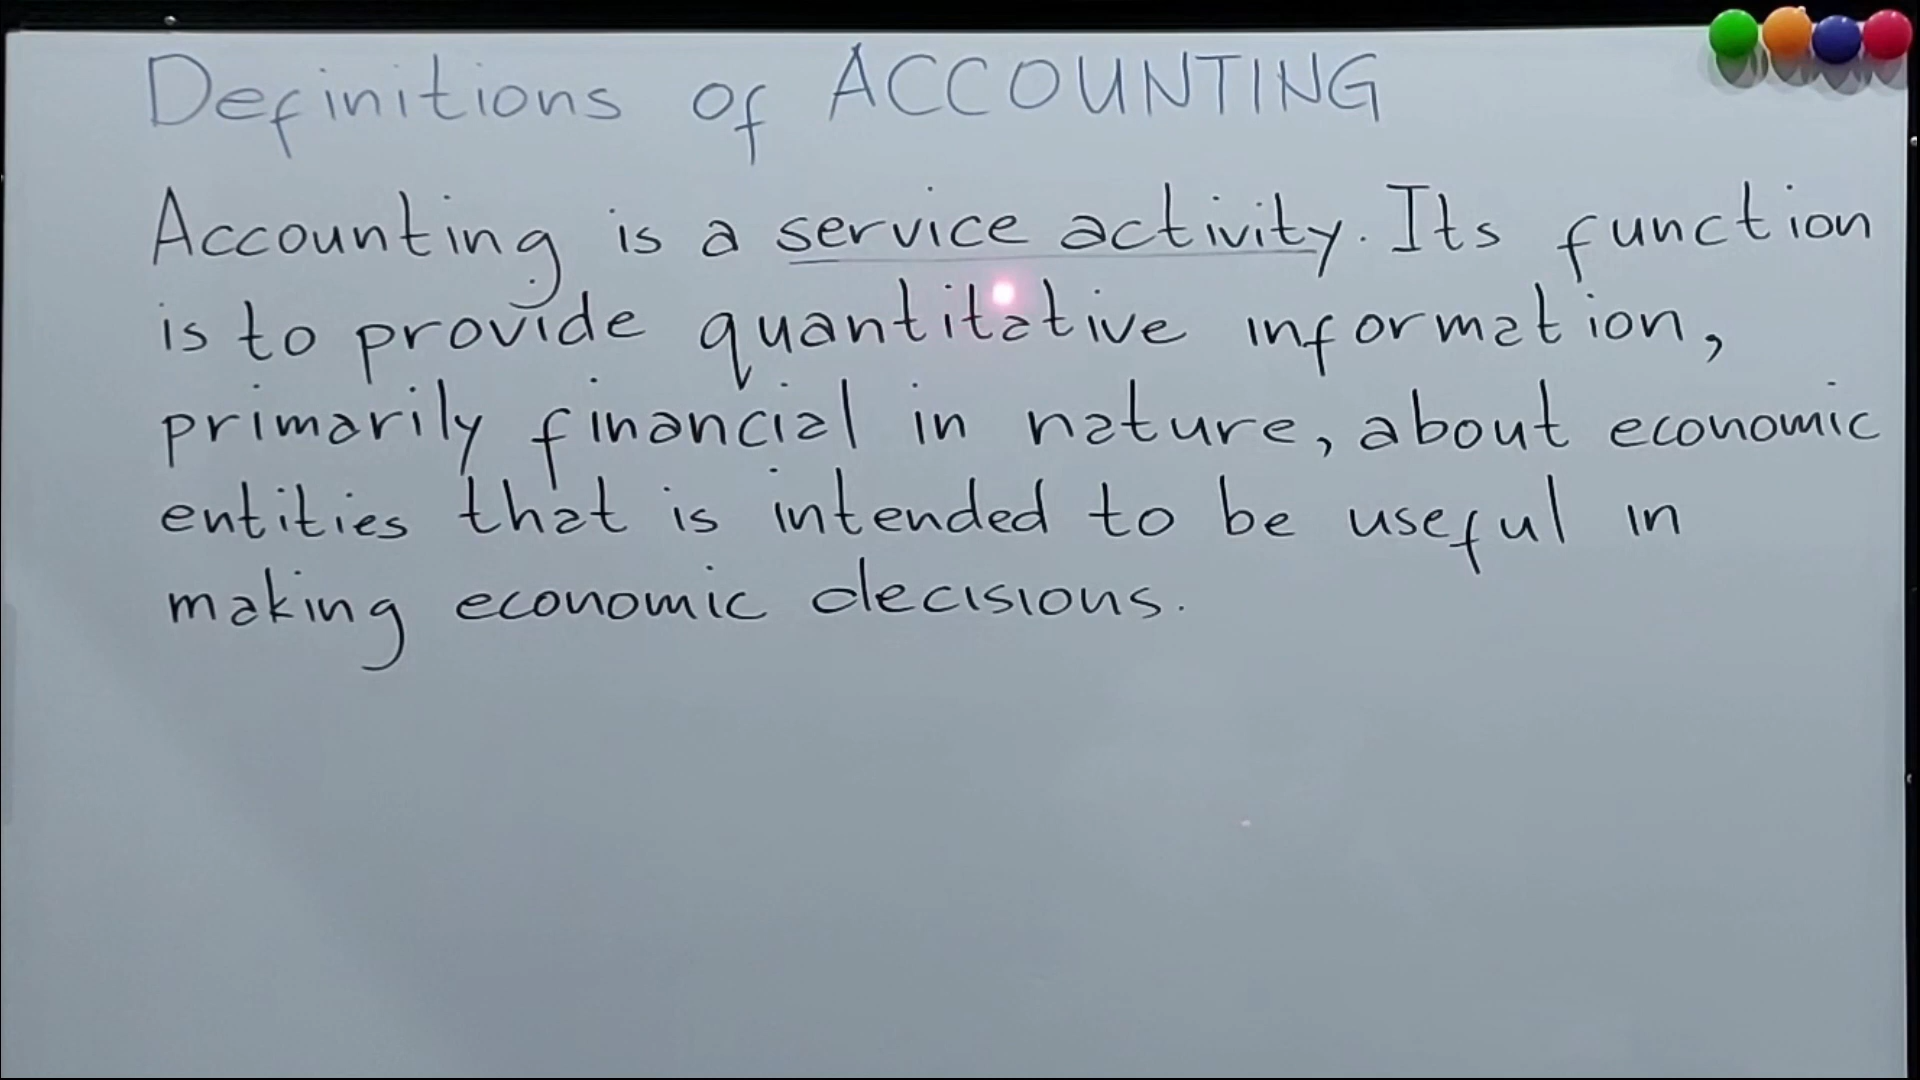 Definitions of ACCOUNTING
Accounting is a service activity. Its function
is to provide quantitative information,
primarily financial in nature, about economic
entities that is intended to be useful in
making economic decisions.